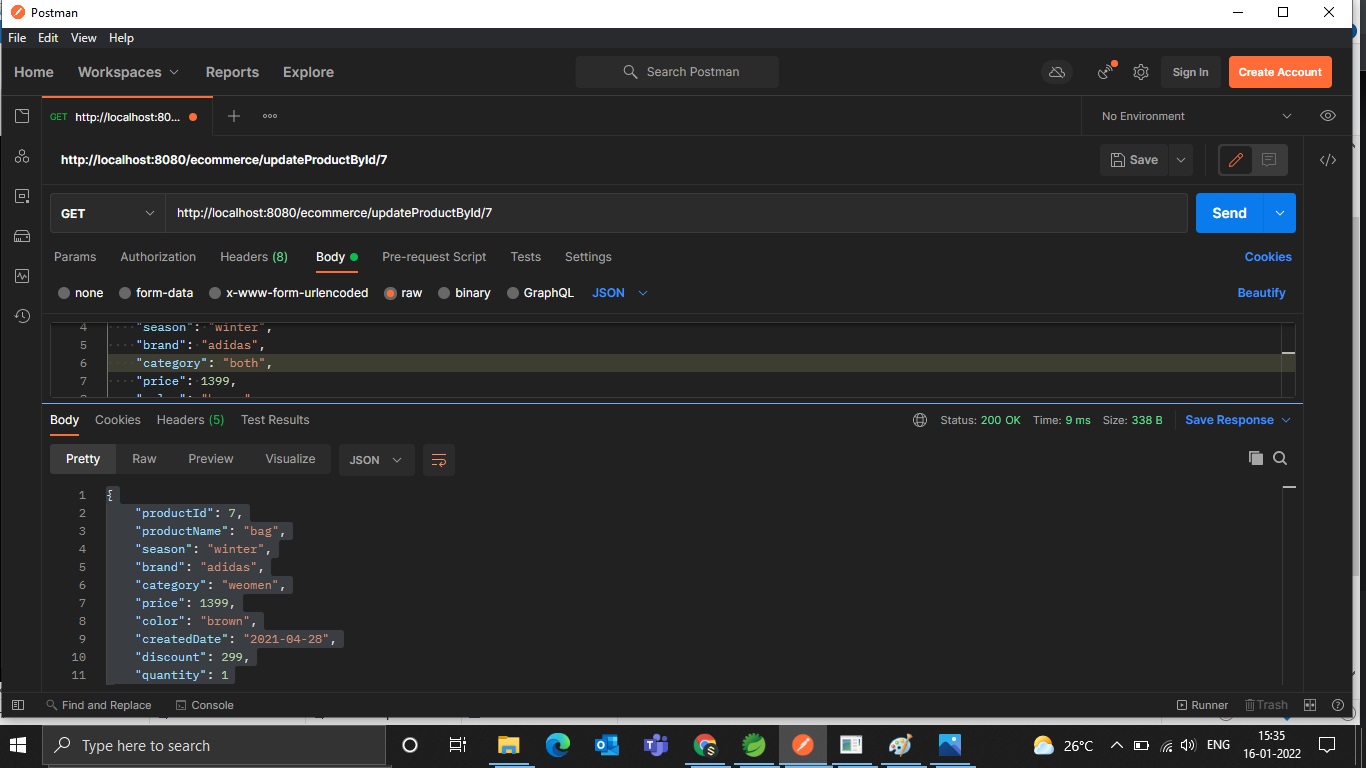 Postman
File Edit View Help
Home Workspaces Reports Explore Search Postman Sign In Create Account
GET http://localhost:80... No Environment
http://localhost:8080/ecommerce/updateProductById/7 Save
GET http://localhost:8080/ecommerce/updateProductById/7 Send
Params Authorization Headers (8) Body Pre-request Script Tests Settings Cookies
none form-data x-www-form-urlencoded raw binary GraphQL JSON Beautify
4 "season": "winter",
5 "brand": "adidas",
6 "category": "both",
7 "price": 1399,
Body Cookies Headers (5) Test Results Status: 200 OK Time: 9 ms Size: 338 B Save Response
Pretty Raw Preview Visualize JSON
1 {
2 "productId": 7,
3 "productName": "bag",
4 "season": "winter",
5 "brand": "adidas",
6 "category": "weomen",
7 "price": 1399,
8 "color": "brown",
9 "createdDate": "2021-04-28",
10 "discount": 299,
11 "quantity": 1
Find and Replace Console Runner Trash
Type here to search 26°C ENG 15:35
16-01-2022